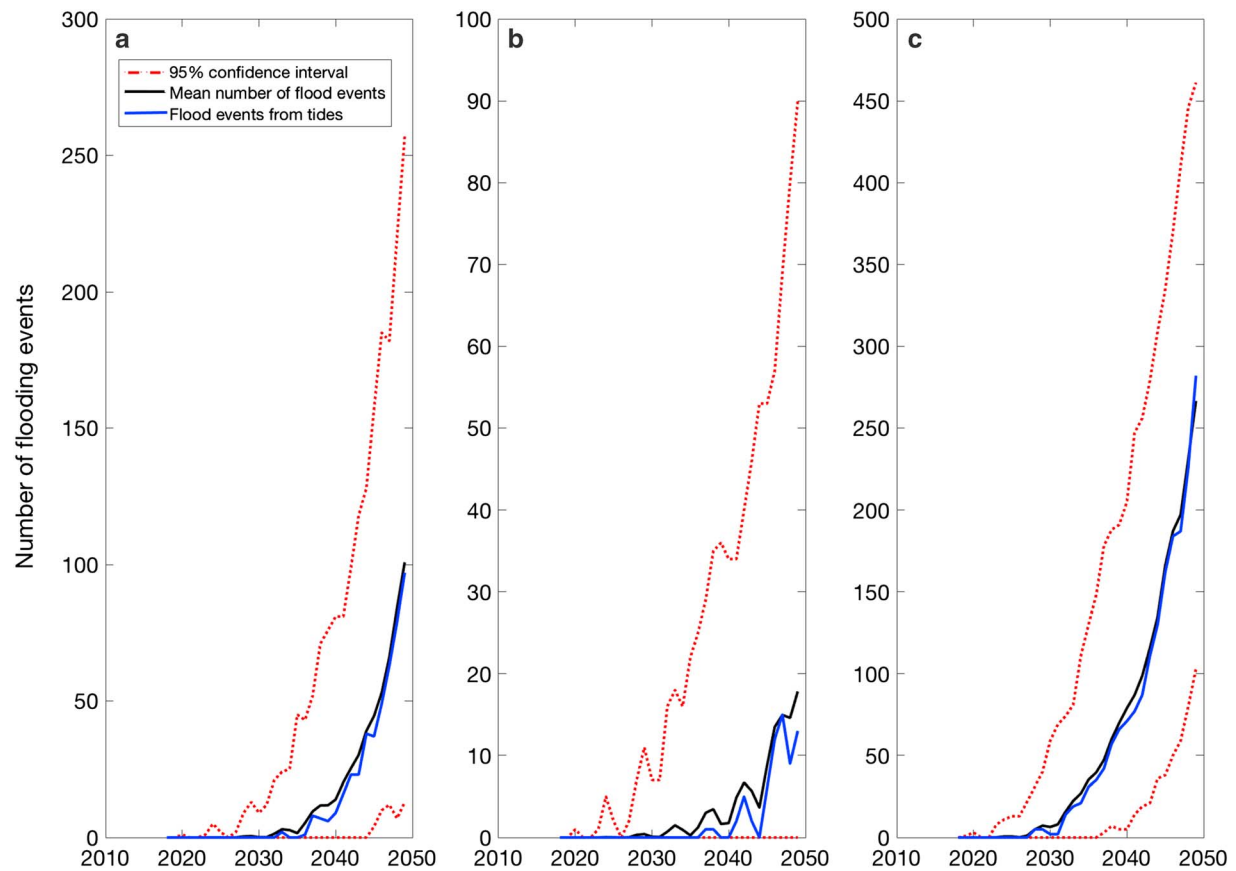 Number of flooding events
a
95% confidence interval
Mean number of flood events
Flood events from tides
300
250
200
150
100
50
0
2010 2020 2030 2040 2050
b
100
90
80
70
60
50
40
30
20
10
0
2010 2020 2030 2040 2050
c
500
450
400
350
300
250
200
150
100
50
0
2010 2020 2030 2040 2050